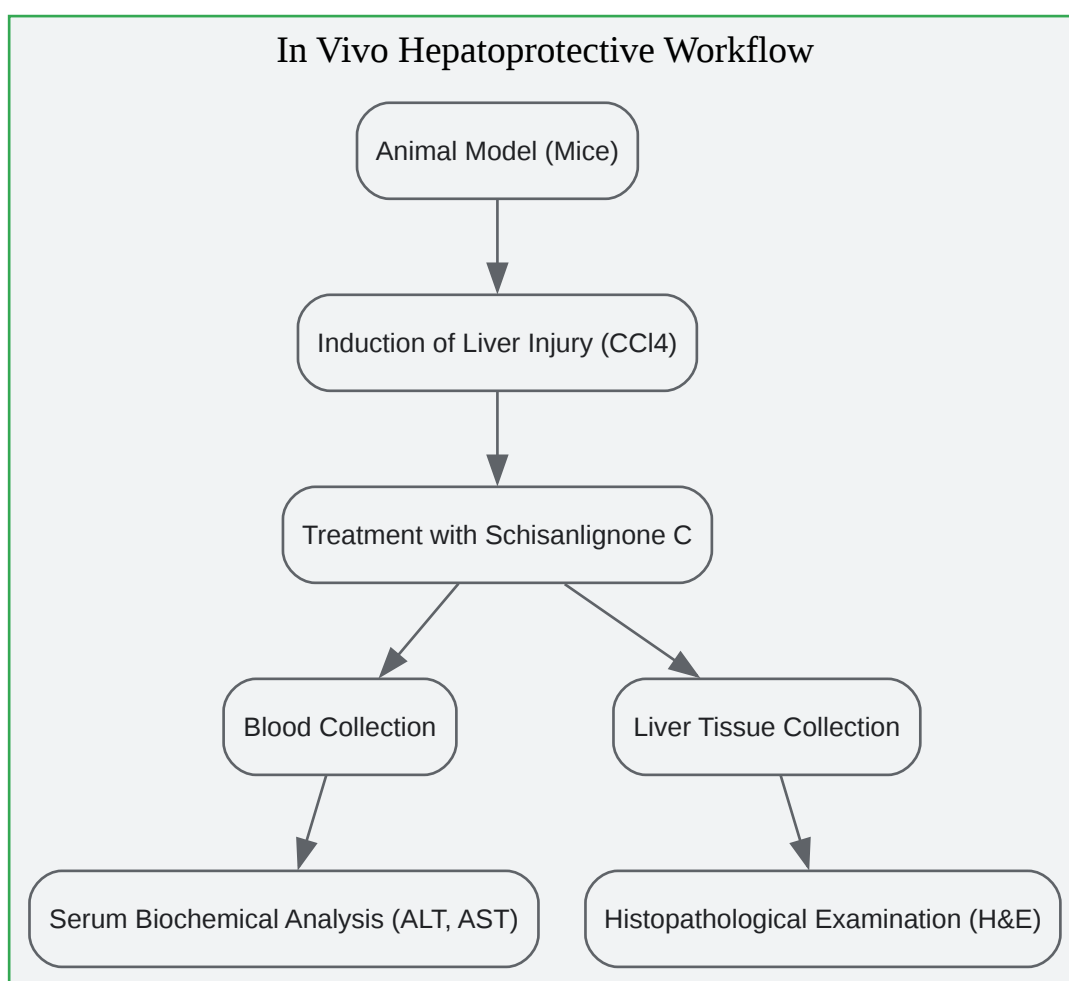 In Vivo Hepatoprotective Workflow
Animal Model (Mice)
Induction of Liver Injury (CCl4)
Treatment with Schisanlignone C
Blood Collection
Liver Tissue Collection
Serum Biochemical Analysis (ALT, AST)
Histopathological Examination (H&E)